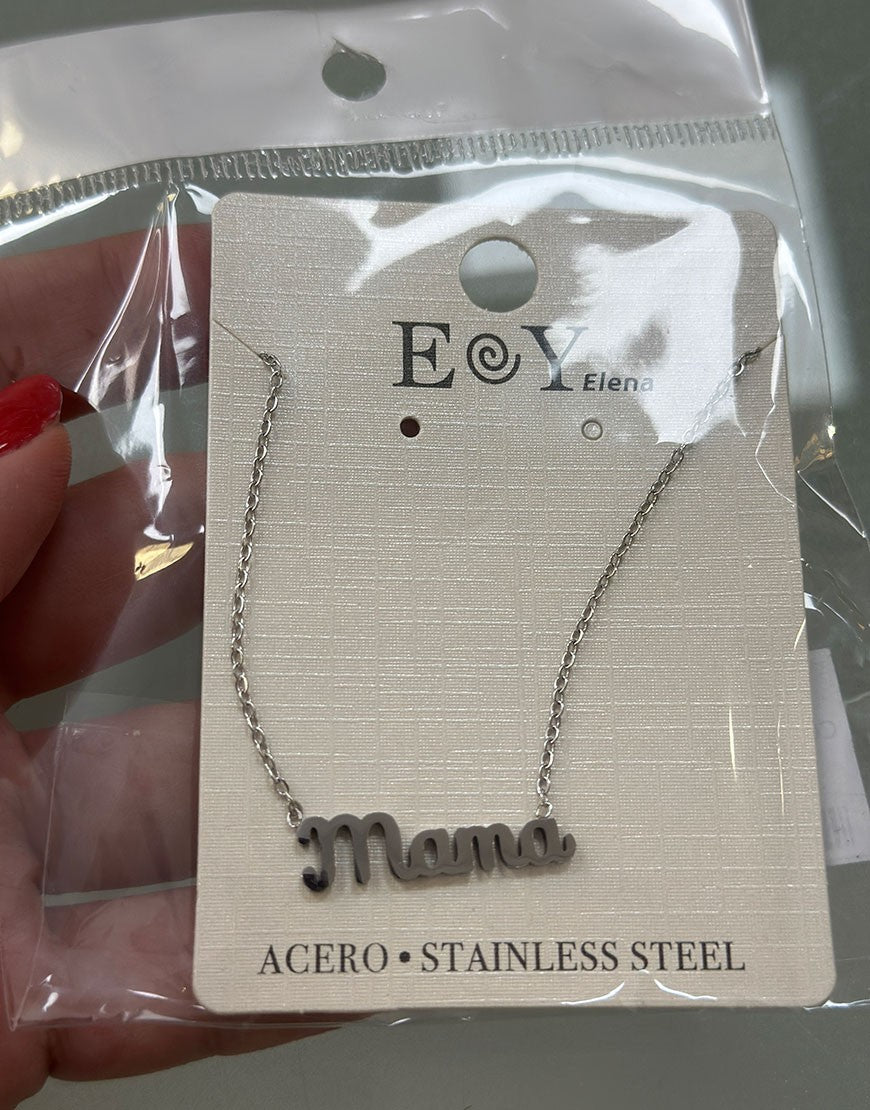 E Y Elena
Mama
ACERO • STAINLESS STEEL